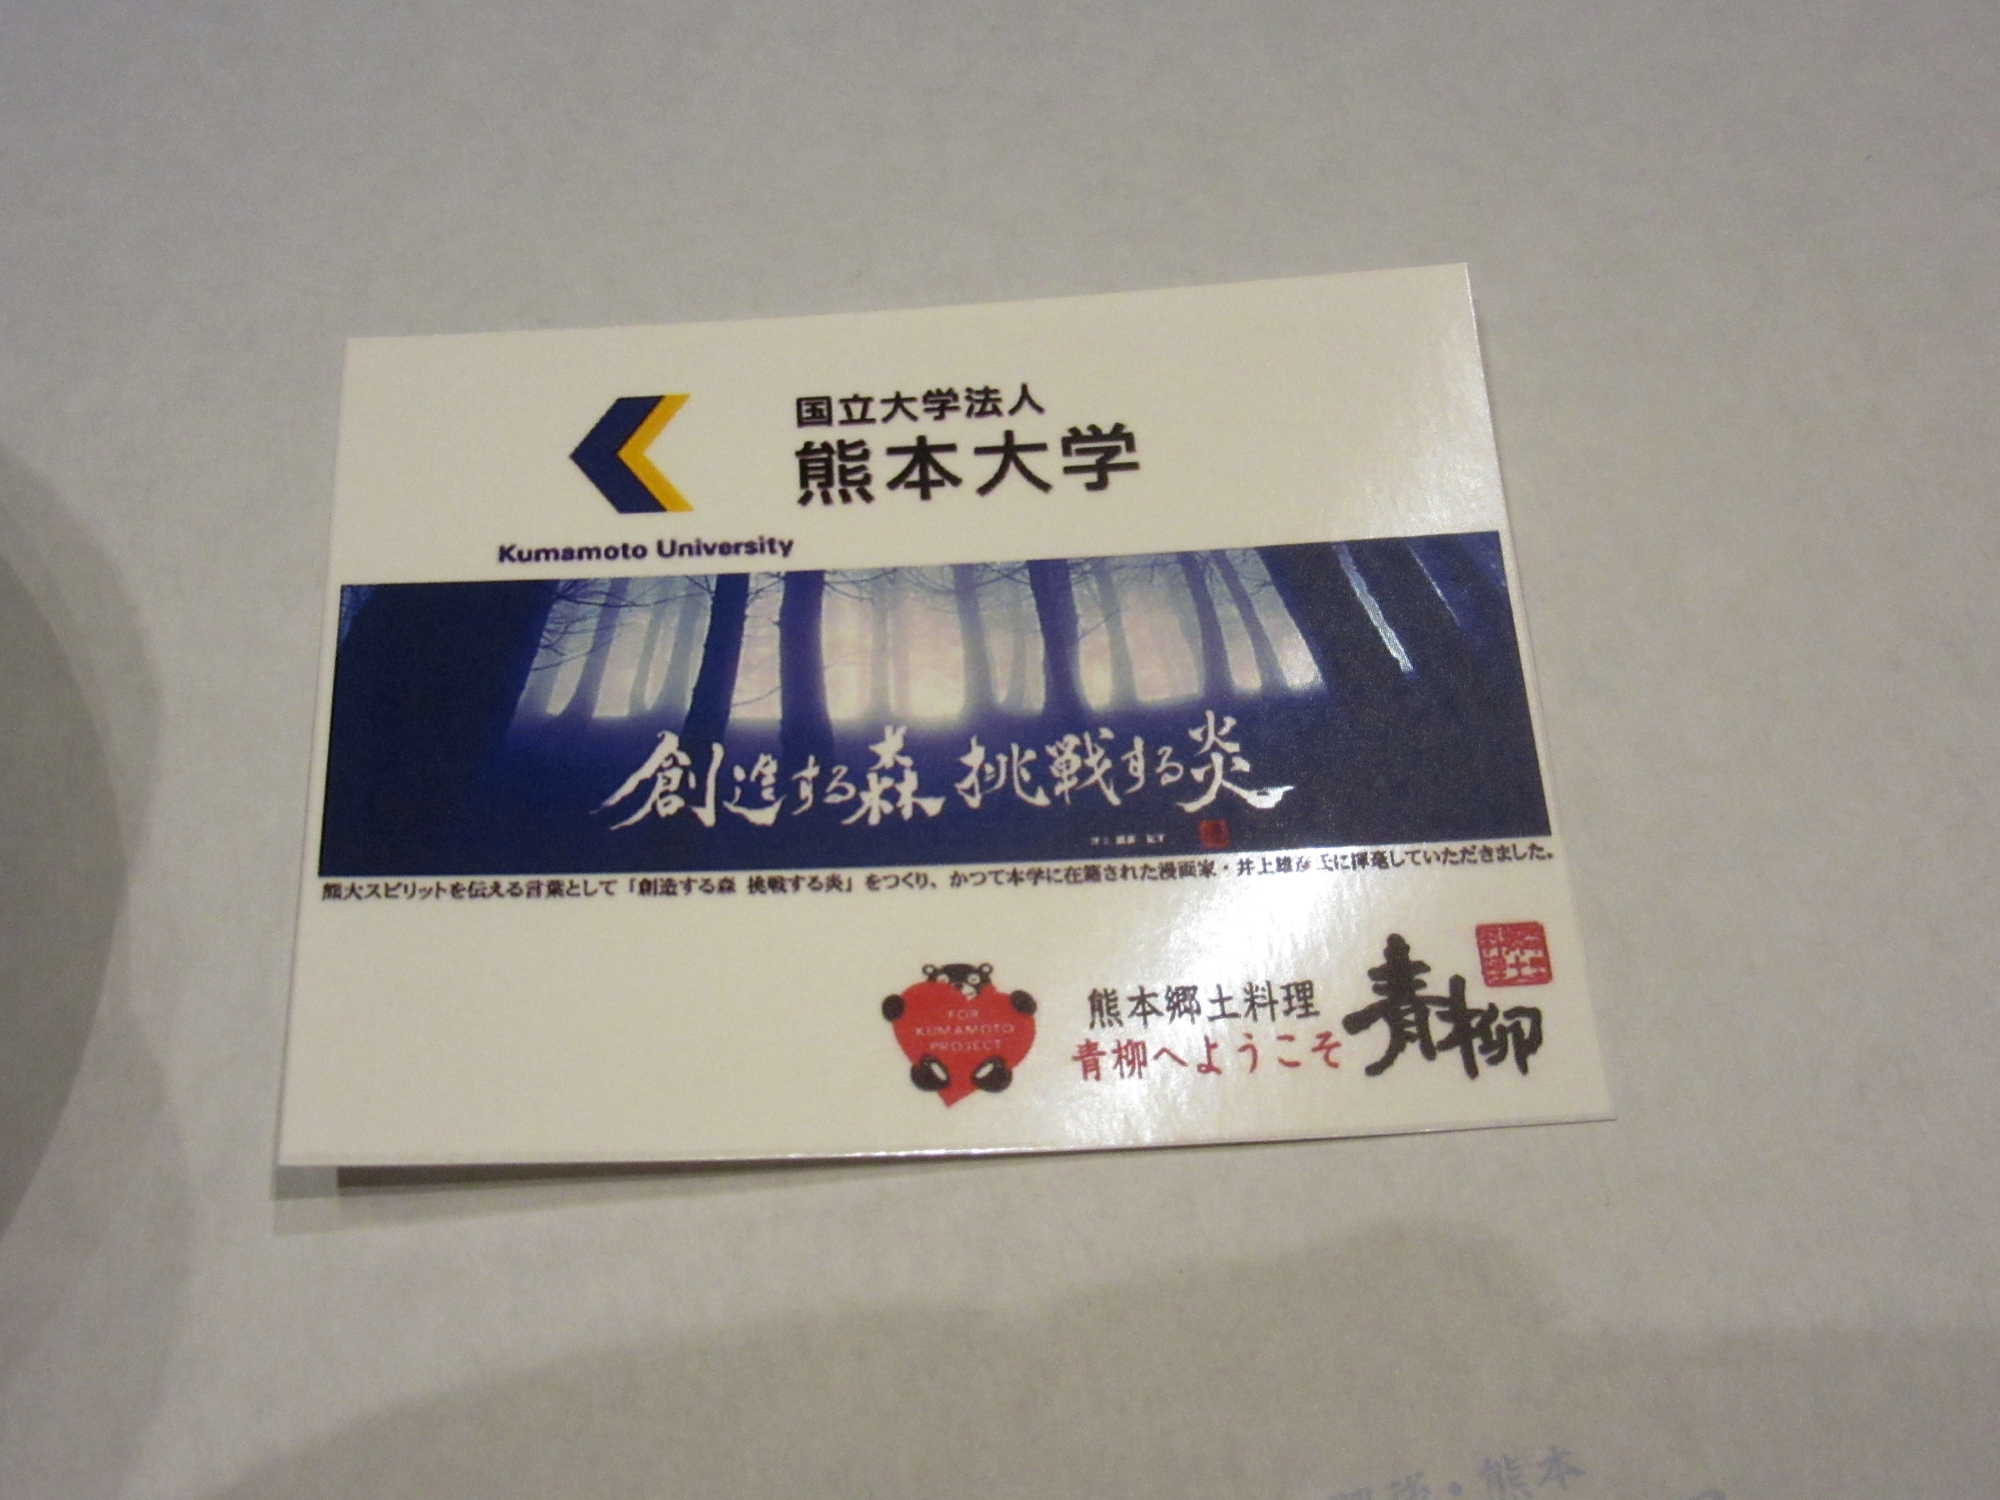 国立大学法人
熊本大学
Kumamoto University
創造する森 挑戦する炎
熊大スピリットを伝える言葉として「創造する森 挑戦する炎」をつくり、かつて本学に在籍された漫画家・井上雄彦氏に揮毫していただきました。
FOR
KUMAMOTO
PROJECT
熊本郷土料理
青柳へようこそ
青柳
・熊本